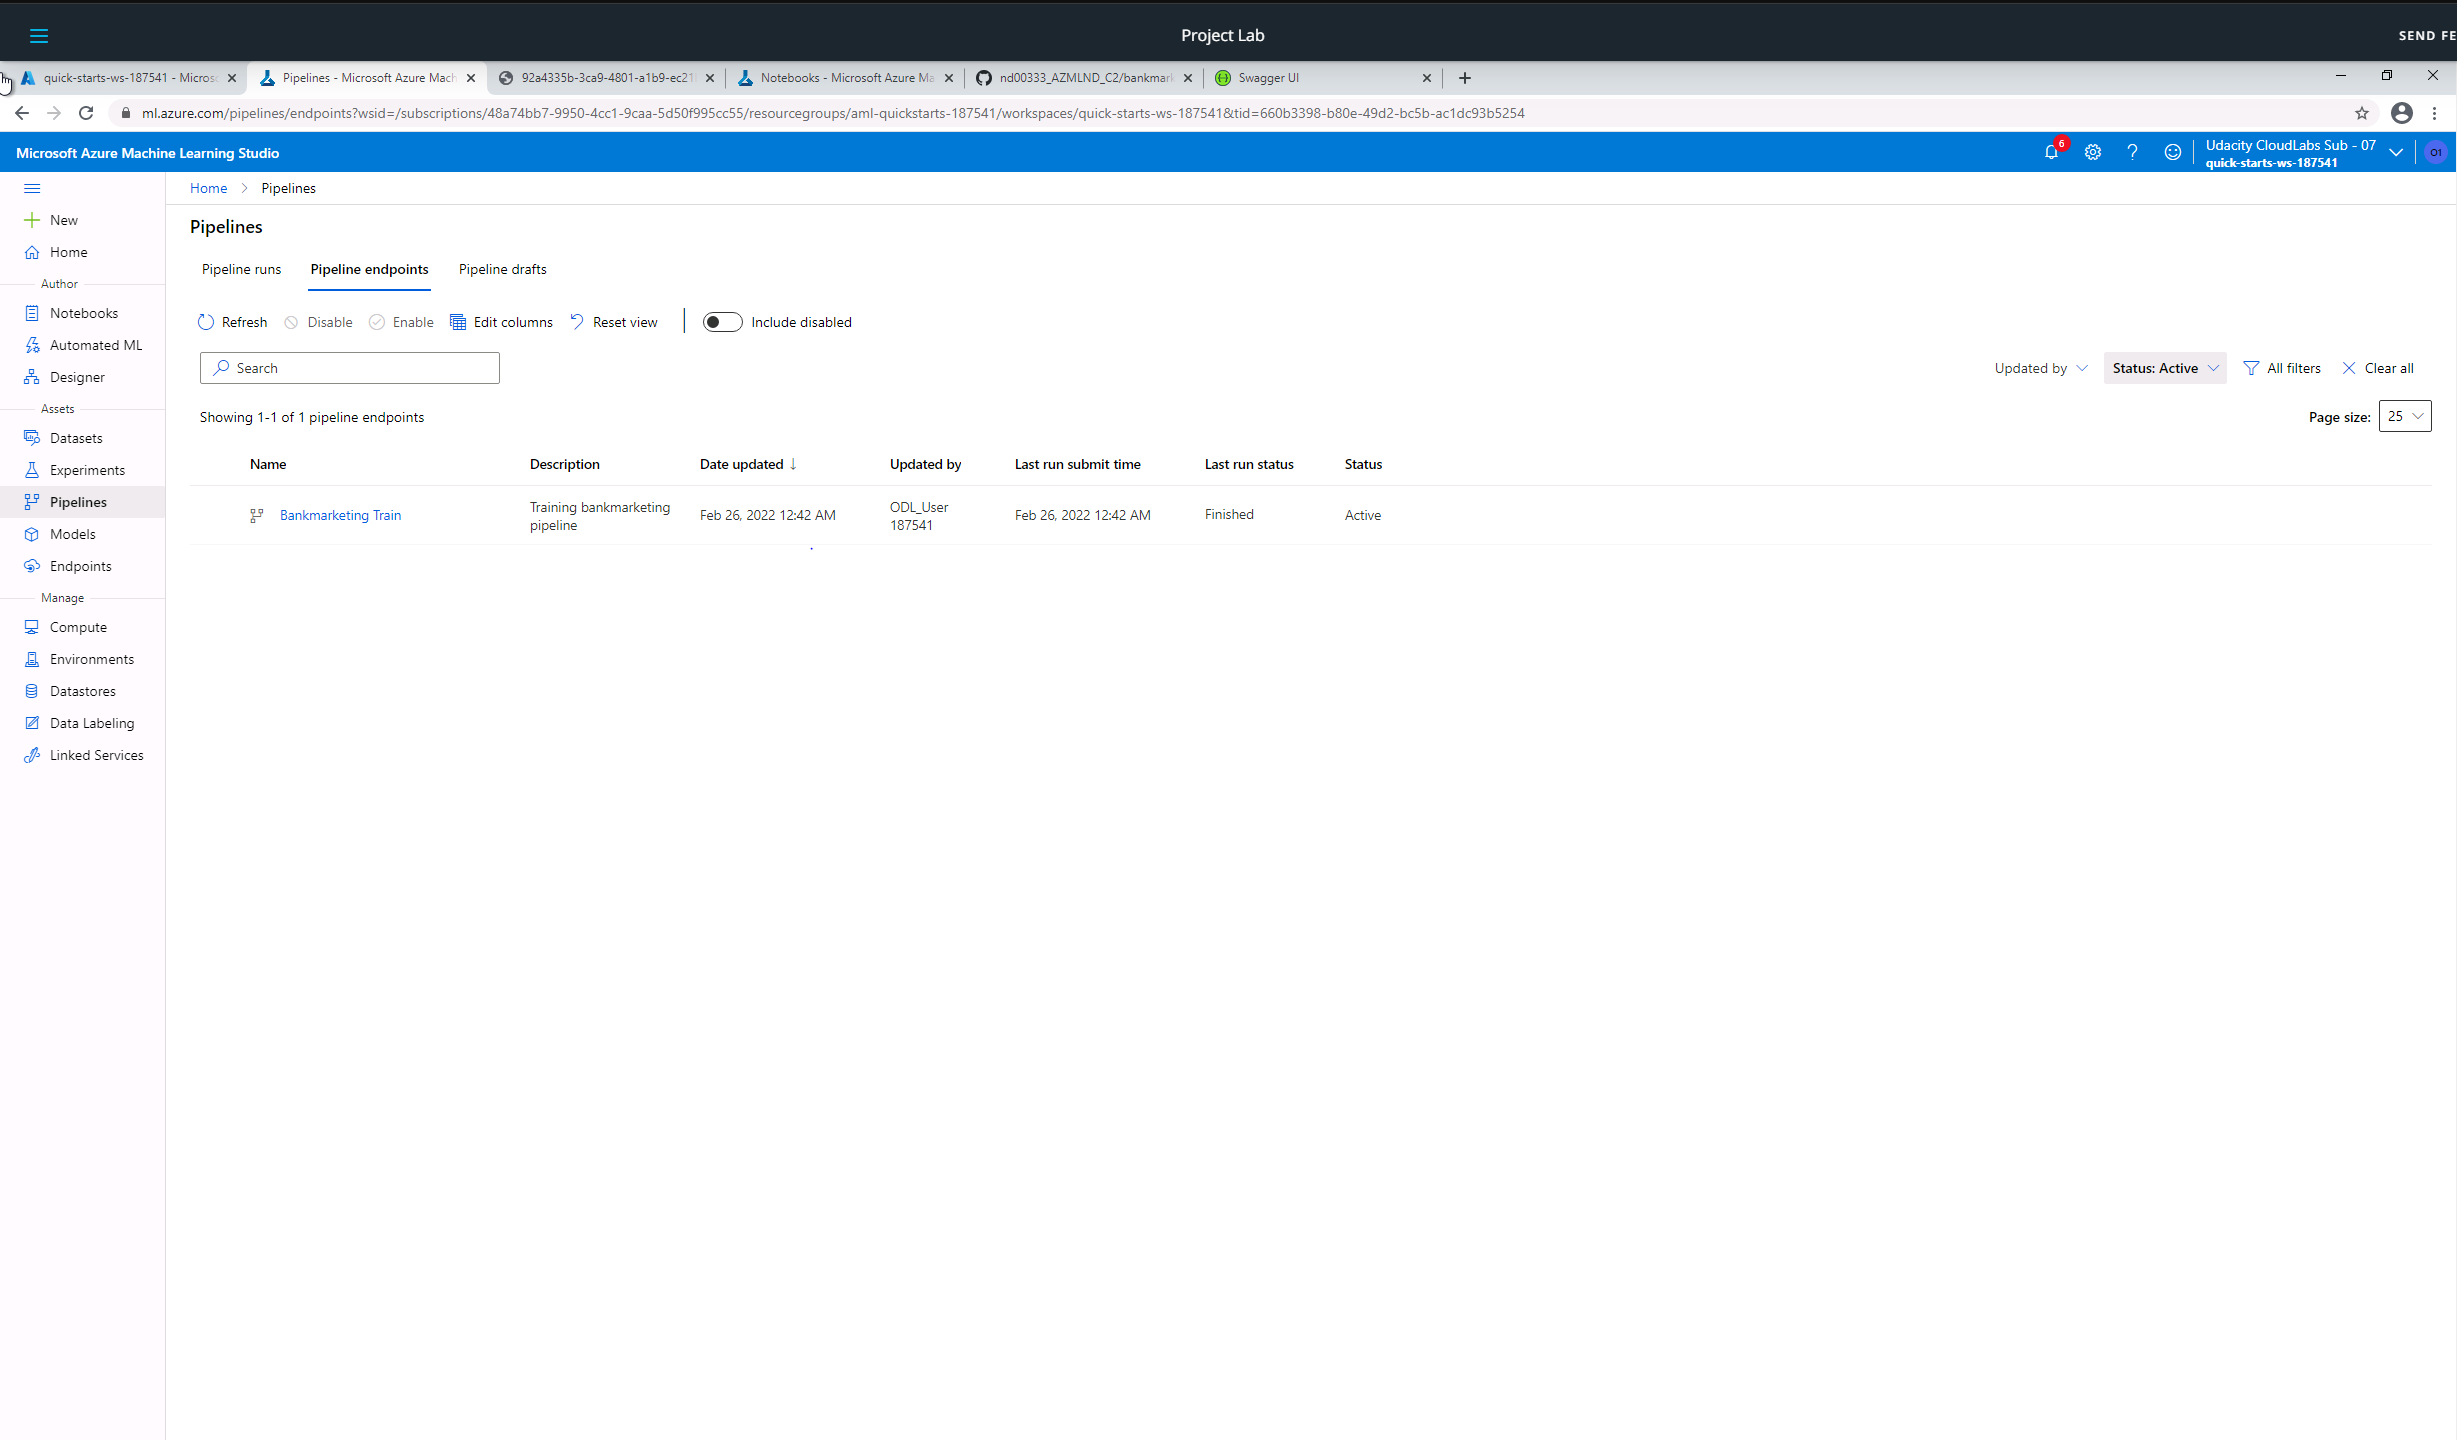 Project Lab
SEND FE
quick-starts-ws-187541 - Micros
Pipelines - Microsoft Azure Mach
92a4335b-3ca9-4801-a1b9-ec21
Notebooks - Microsoft Azure Ma
nd00333_AZMLND_C2/bankmark
Swagger UI
ml.azure.com/pipelines/endpoints?wsid=/subscriptions/48a74bb7-9950-4cc1-9caa-5d50f995cc55/resourcegroups/aml-quickstarts-187541/workspaces/quick-starts-ws-187541&tid=660b3398-b80e-49d2-bc5b-ac1dc93b5254
Microsoft Azure Machine Learning Studio
6
Udacity CloudLabs Sub - 07
quick-starts-ws-187541
O1
Home > Pipelines
New
Home
Author
Notebooks
Automated ML
Designer
Assets
Datasets
Experiments
Pipelines
Models
Endpoints
Manage
Compute
Environments
Datastores
Data Labeling
Linked Services
Pipelines
Pipeline runs Pipeline endpoints Pipeline drafts
Refresh Disable Enable Edit columns Reset view Include disabled
Search
Updated by Status: Active All filters Clear all
Showing 1-1 of 1 pipeline endpoints
Page size: 25
Name Description Date updated ↓ Updated by Last run submit time Last run status Status
Bankmarketing Train
Training bankmarketing
pipeline
Feb 26, 2022 12:42 AM
ODL_User
187541
Feb 26, 2022 12:42 AM
Finished
Active